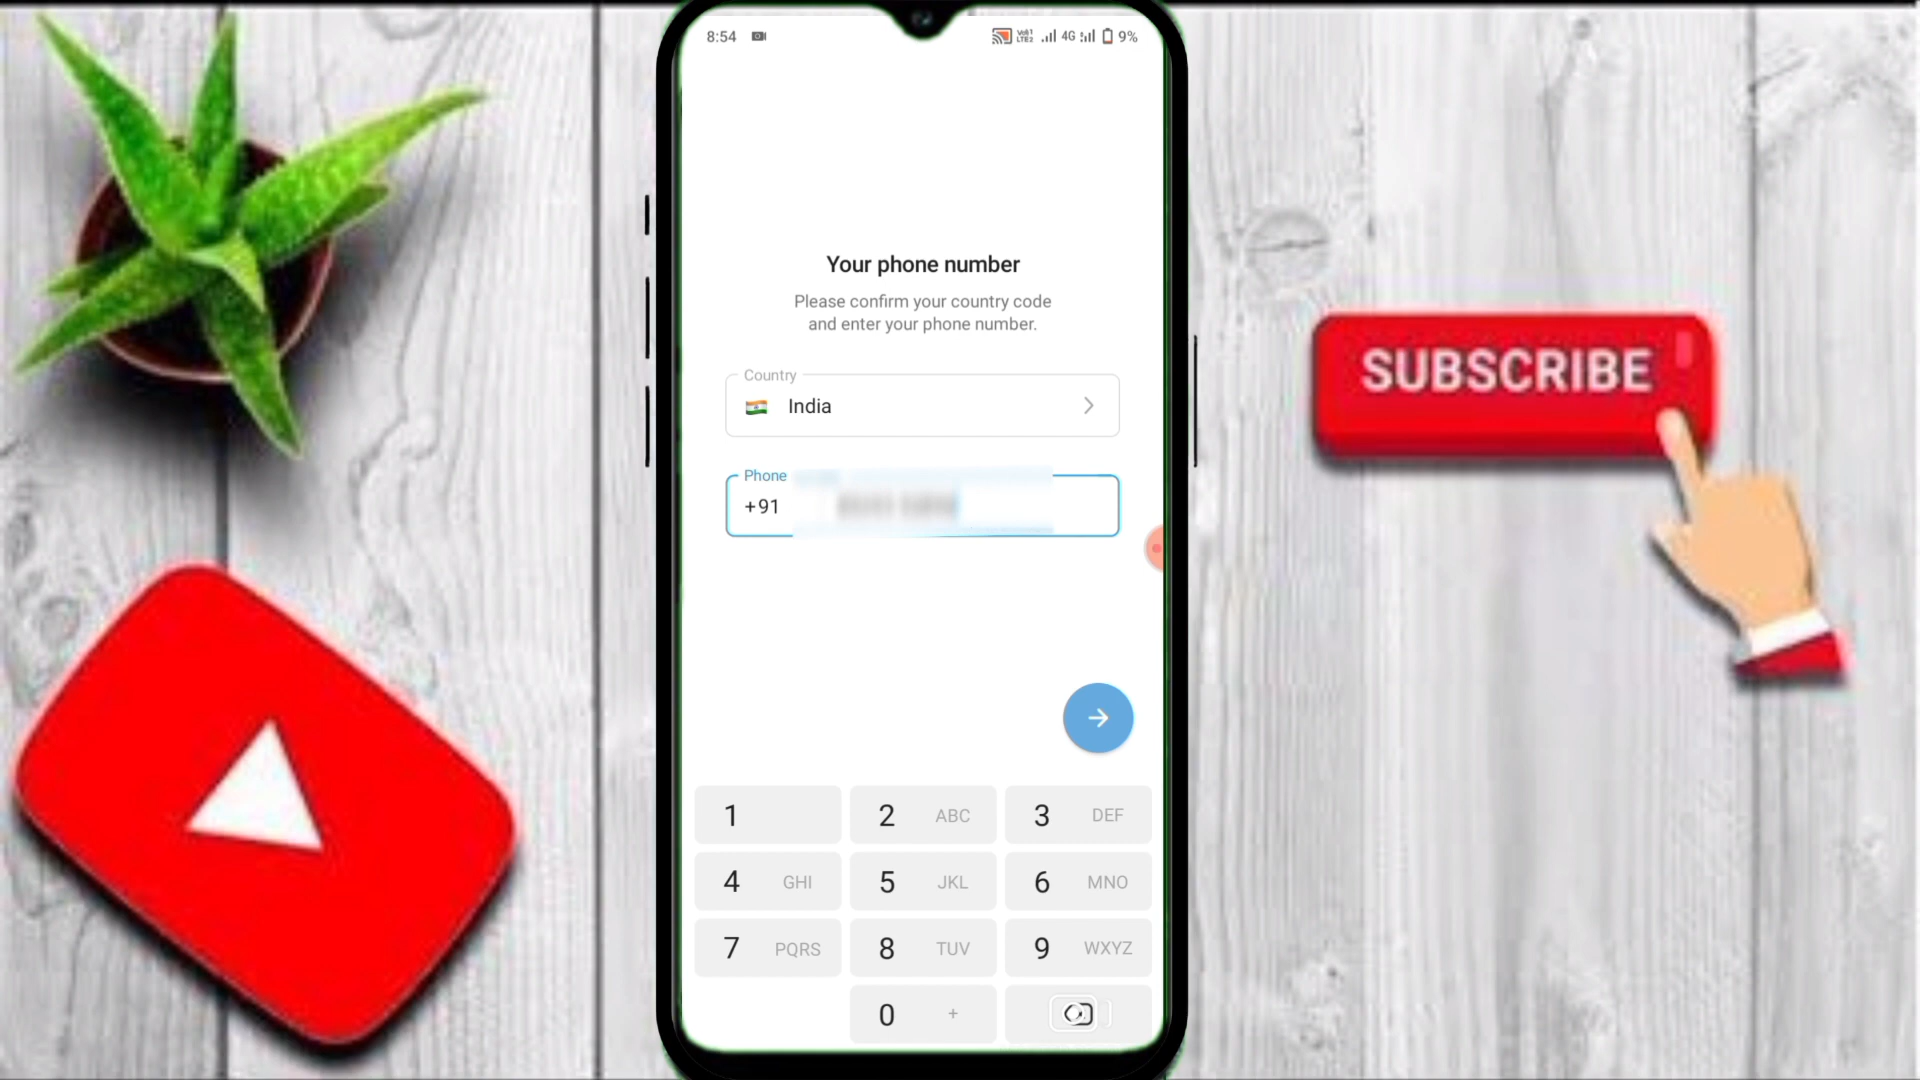 8:54
Vo1 LTE2 4G 9%
Your phone number
Please confirm your country code
and enter your phone number.
Country
India
Phone
+91
SUBSCRIBE
1
2 ABC
3 DEF
4 GHI
5 JKL
6 MNO
7 PQRS
8 TUV
9 WXYZ
0 +